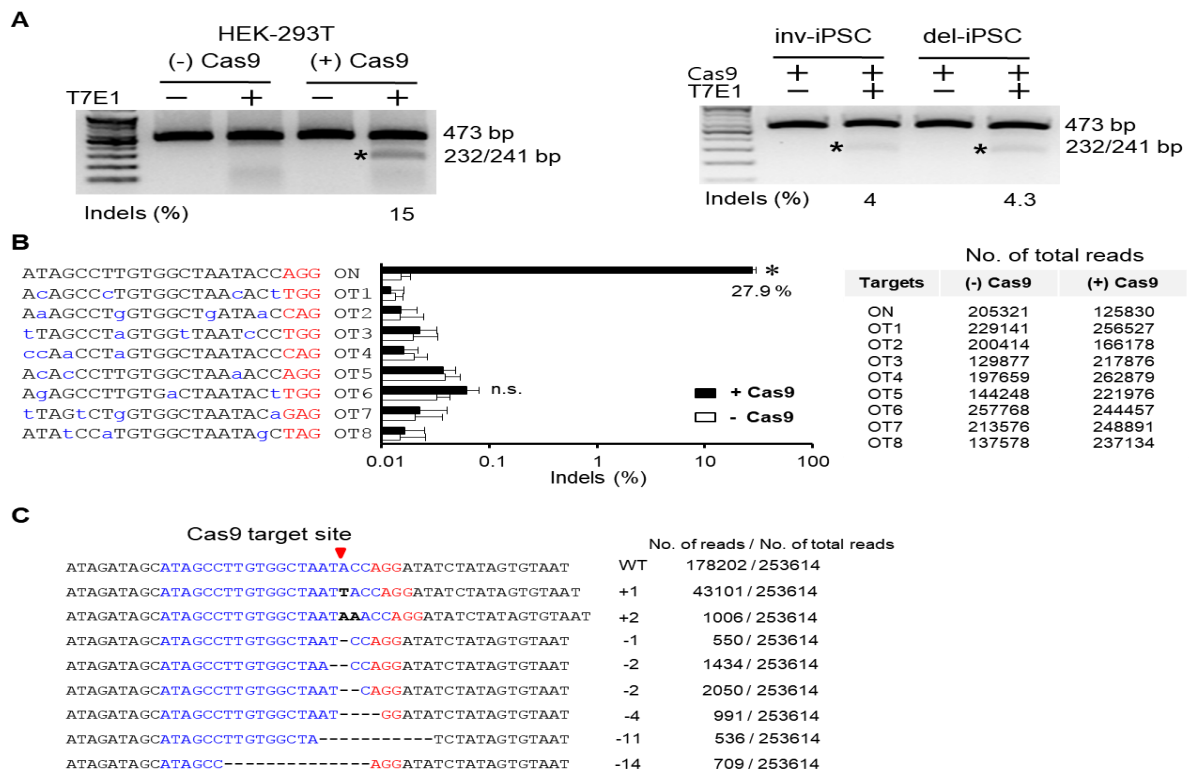 A
HEK-293T
(-) Cas9 (+) Cas9
T7E1 − + − +
473 bp
* 232/241 bp
Indels (%) 15
inv-iPSC del-iPSC
Cas9 + + + +
T7E1 − + − +
473 bp
* * 232/241 bp
Indels (%) 4 4.3
B
ATAGCCTTGTGGCTAATACCAGG ON
AcAGCCcTGTGGCTAAcACtTGG OT1
AaAGCCTgGTGGCTgATAaCCAG OT2
tTAGCCTaGTGGtTAATcCCTGG OT3
ccAaCCTaGTGGCTAATACCCAG OT4
AcAcCCTTGTGGCTAAaACCAGG OT5
AgAGCCTTGTGaCTAATACtTGG OT6
tTAGtCTgGTGGCTAATACaGAG OT7
ATAtCCaTGTGGCTAATAgCTAG OT8
*
27.9 %
n.s.
+ Cas9
- Cas9
0.01 0.1 1 10 100
Indels (%)
No. of total reads
Targets (-) Cas9 (+) Cas9
ON 205321 125830
OT1 229141 256527
OT2 200414 166178
OT3 129877 217876
OT4 197659 262879
OT5 144248 221976
OT6 257768 244457
OT7 213576 248891
OT8 137578 237134
C
Cas9 target site
No. of reads / No. of total reads
ATAGATAGCATAGCCTTGTGGCTAATACCAGGATATCTATAGTGTAAT WT 178202 / 253614
ATAGATAGCATAGCCTTGTGGCTAATTACCAGGATATCTATAGTGTAAT +1 43101 / 253614
ATAGATAGCATAGCCTTGTGGCTAATAAACCAGGATATCTATAGTGTAAT +2 1006 / 253614
ATAGATAGCATAGCCTTGTGGCTAAT-CCAGGATATCTATAGTGTAAT -1 550 / 253614
ATAGATAGCATAGCCTTGTGGCTAA--CCAGGATATCTATAGTGTAAT -2 1434 / 253614
ATAGATAGCATAGCCTTGTGGCTAAT--CAGGATATCTATAGTGTAAT -2 2050 / 253614
ATAGATAGCATAGCCTTGTGGCTAAT----GGATATCTATAGTGTAAT -4 991 / 253614
ATAGATAGCATAGCCTTGTGGCTA-----------TCTATAGTGTAAT -11 536 / 253614
ATAGATAGCATAGCC--------------AGGATATCTATAGTGTAAT -14 709 / 253614